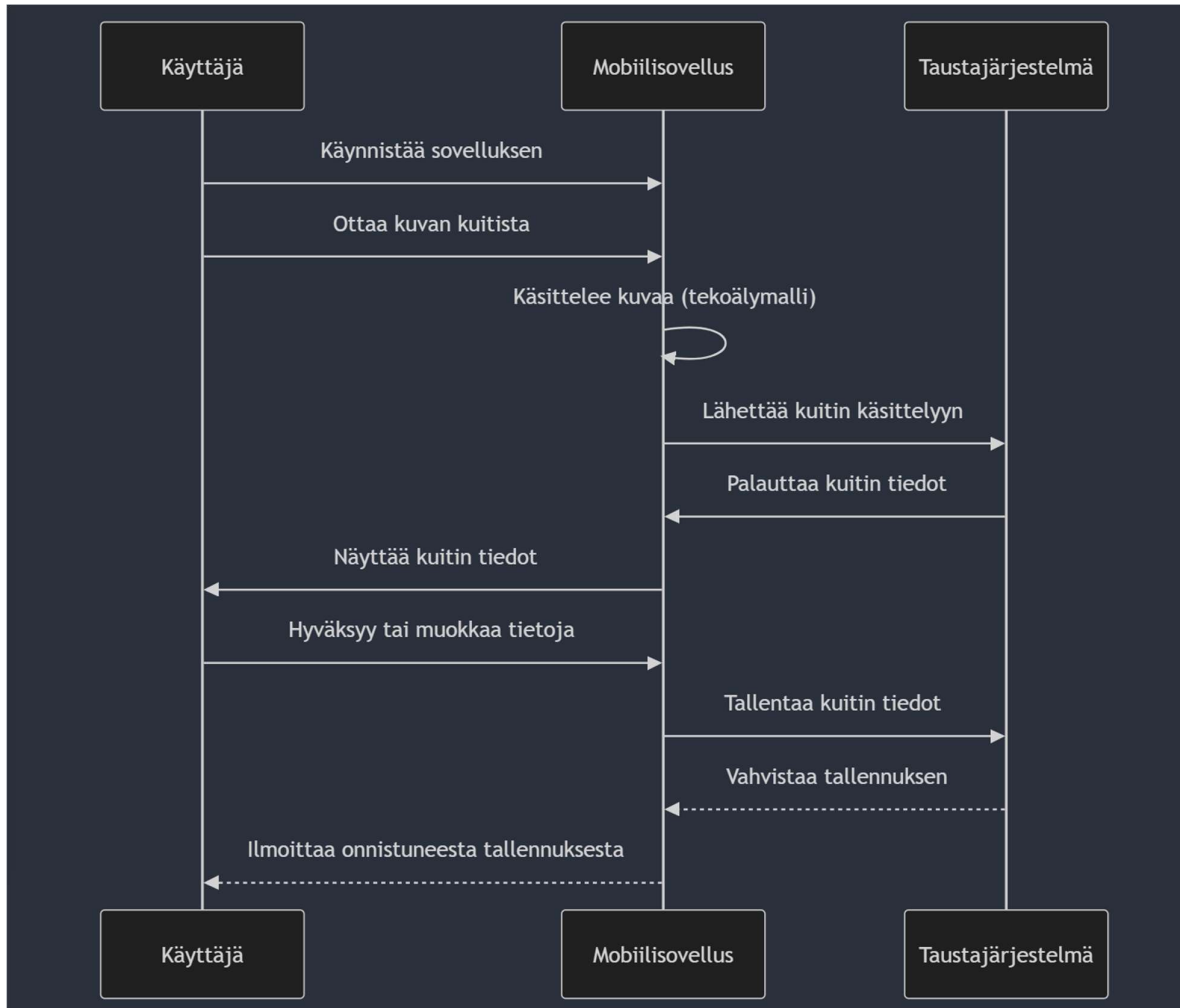 Käyttäjä
Mobiilisovellus
Taustajärjestelmä
Käynnistää sovelluksen
Ottaa kuvan kuitista
Käsittelee kuvaa (tekoälymalli)
Lähettää kuitin käsittelyyn
Palauttaa kuitin tiedot
Näyttää kuitin tiedot
Hyväksyy tai muokkaa tietoja
Tallentaa kuitin tiedot
Vahvistaa tallennuksen
Ilmoittaa onnistuneesta tallennuksesta
Käyttäjä
Mobiilisovellus
Taustajärjestelmä